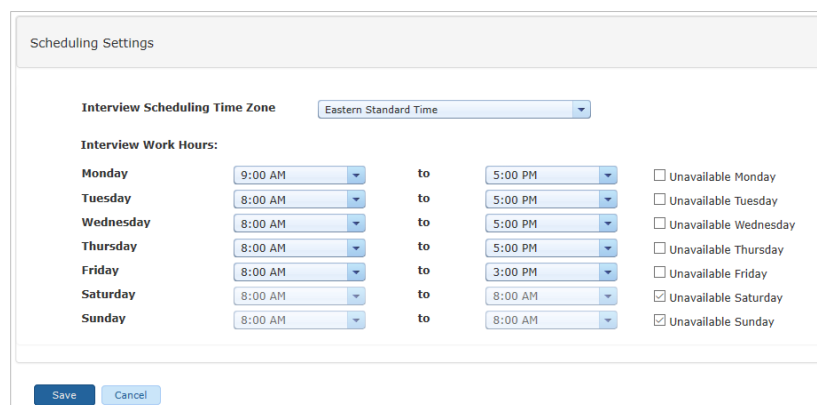 Scheduling Settings
Interview Scheduling Time Zone Eastern Standard Time
Interview Work Hours:
Monday 9:00 AM to 5:00 PM Unavailable Monday
Tuesday 8:00 AM to 5:00 PM Unavailable Tuesday
Wednesday 8:00 AM to 5:00 PM Unavailable Wednesday
Thursday 8:00 AM to 5:00 PM Unavailable Thursday
Friday 8:00 AM to 3:00 PM Unavailable Friday
Saturday 8:00 AM to 8:00 AM Unavailable Saturday
Sunday 8:00 AM to 8:00 AM Unavailable Sunday
Save Cancel